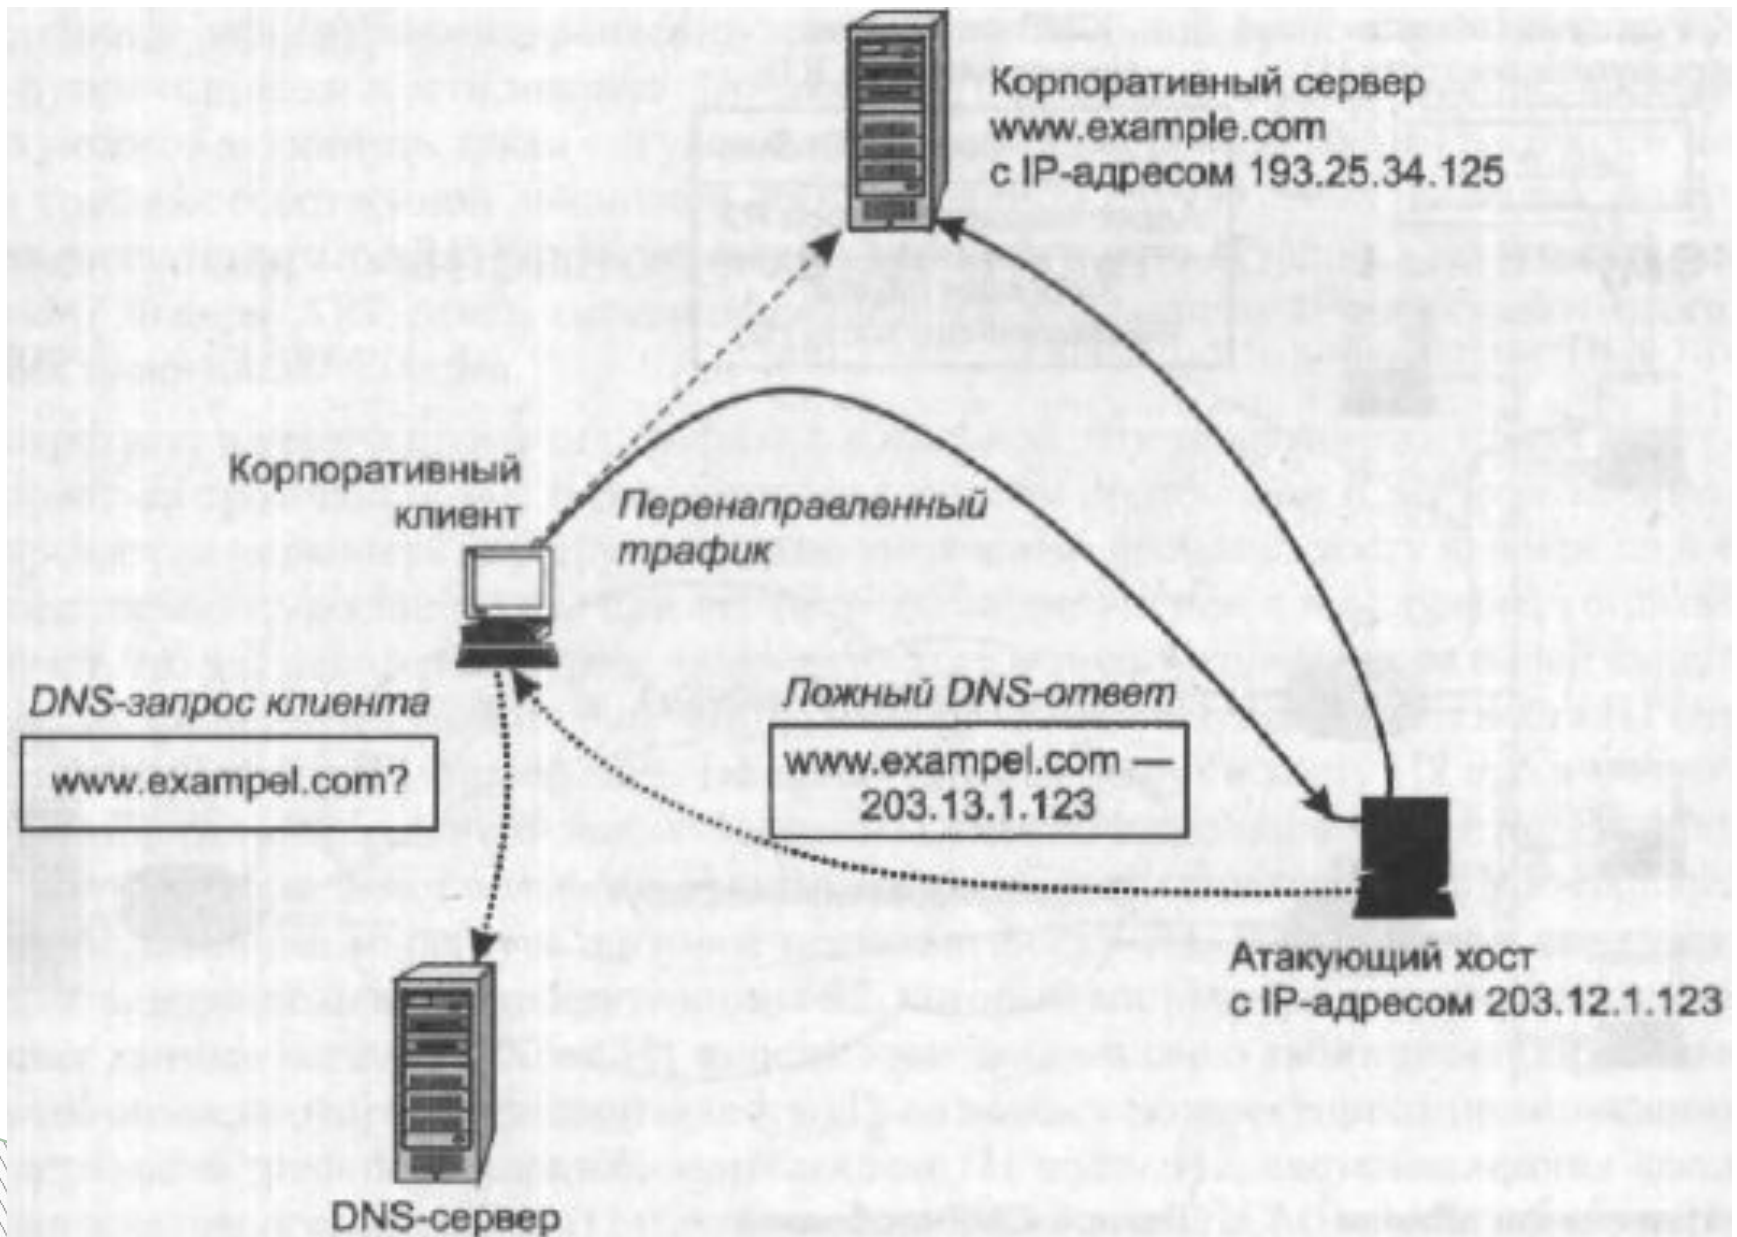 Корпоративный сервер
www.example.com
с IP-адресом 193.25.34.125
Корпоративный
клиент
Перенаправленный
трафик
DNS-запрос клиента
www.exampel.com?
Ложный DNS-ответ
www.exampel.com —
203.13.1.123
Атакующий хост
с IP-адресом 203.12.1.123
DNS-сервер